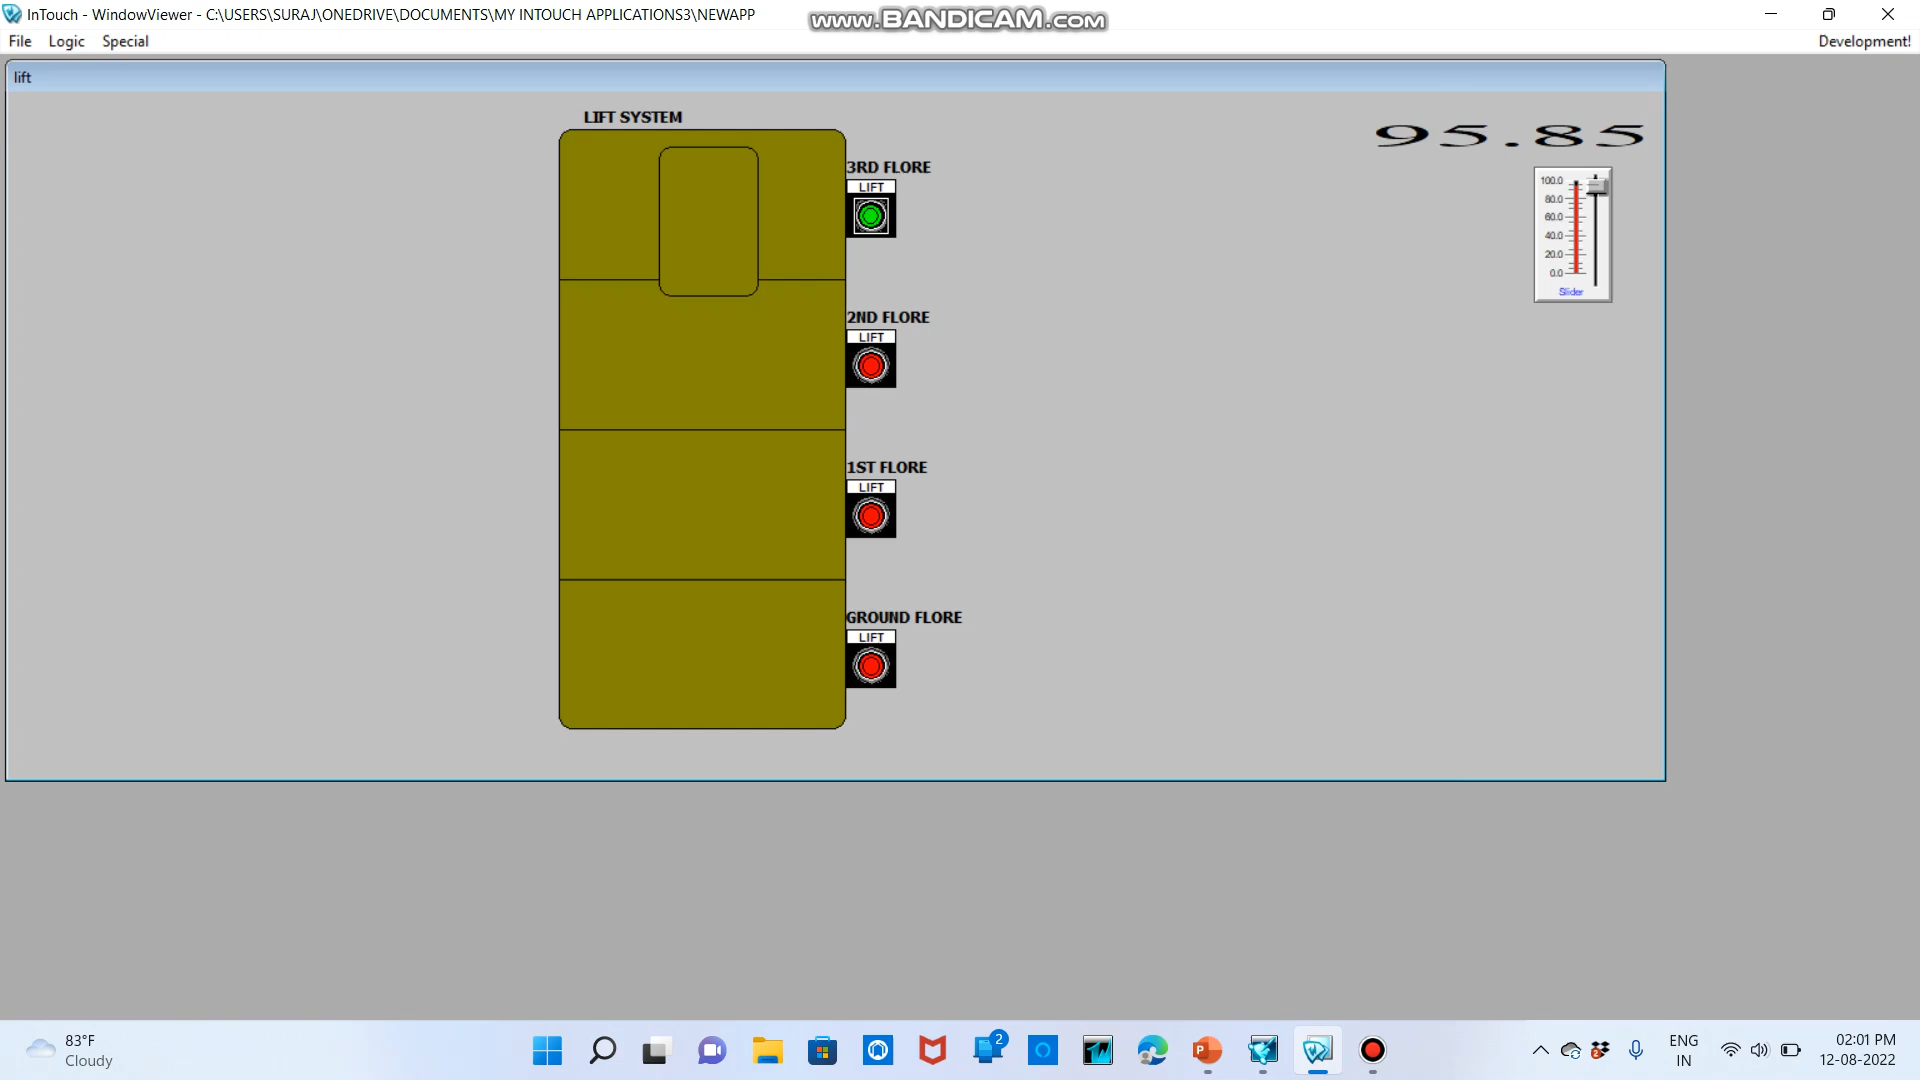 InTouch - WindowViewer - C:\USERS\SURAJ\ONEDRIVE\DOCUMENTS\MY INTOUCH APPLICATIONS3\NEWAPP
www.BANDICAM.com
File Logic Special
Development!
lift
LIFT SYSTEM
95.85
3RD FLORE
LIFT
100.0
80.0
60.0
40.0
20.0
0.0
Slider
2ND FLORE
LIFT
1ST FLORE
LIFT
GROUND FLORE
LIFT
83°F
Cloudy
2
ENG
IN
02:01 PM
12-08-2022